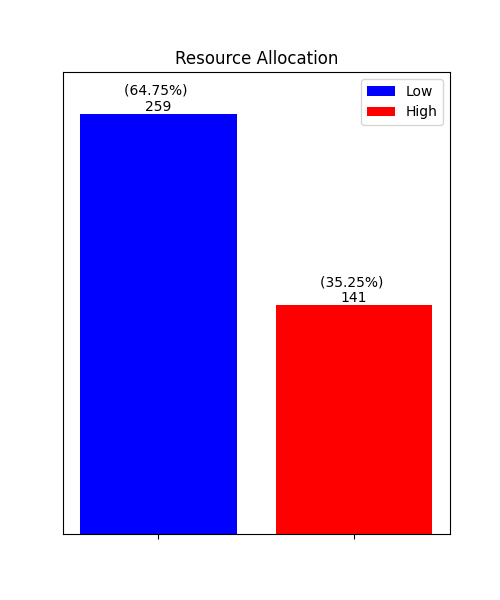 Resource Allocation
(64.75%)
259
Low
High
(35.25%)
141